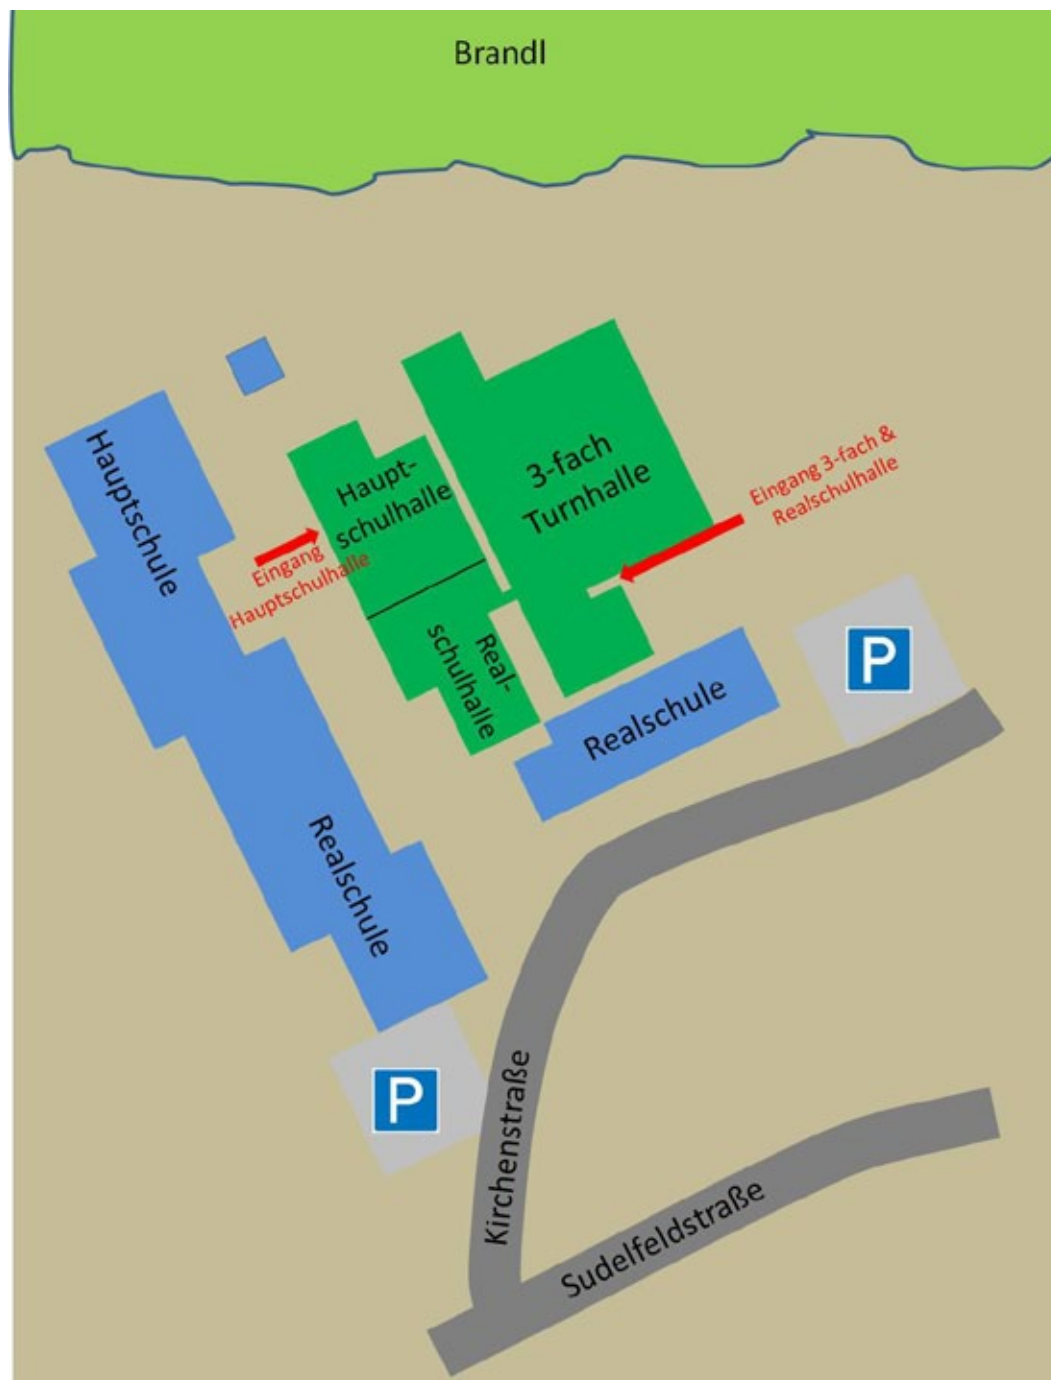 Brandl
Hauptschule
Haupt-
schulhalle
3-fach
Turnhalle
Eingang 3-fach &
Realschulhalle
Eingang
Hauptschulhalle
Real-
schulhalle
Realschule
P
Realschule
P
Kirchenstraße
Sudelfeldstraße